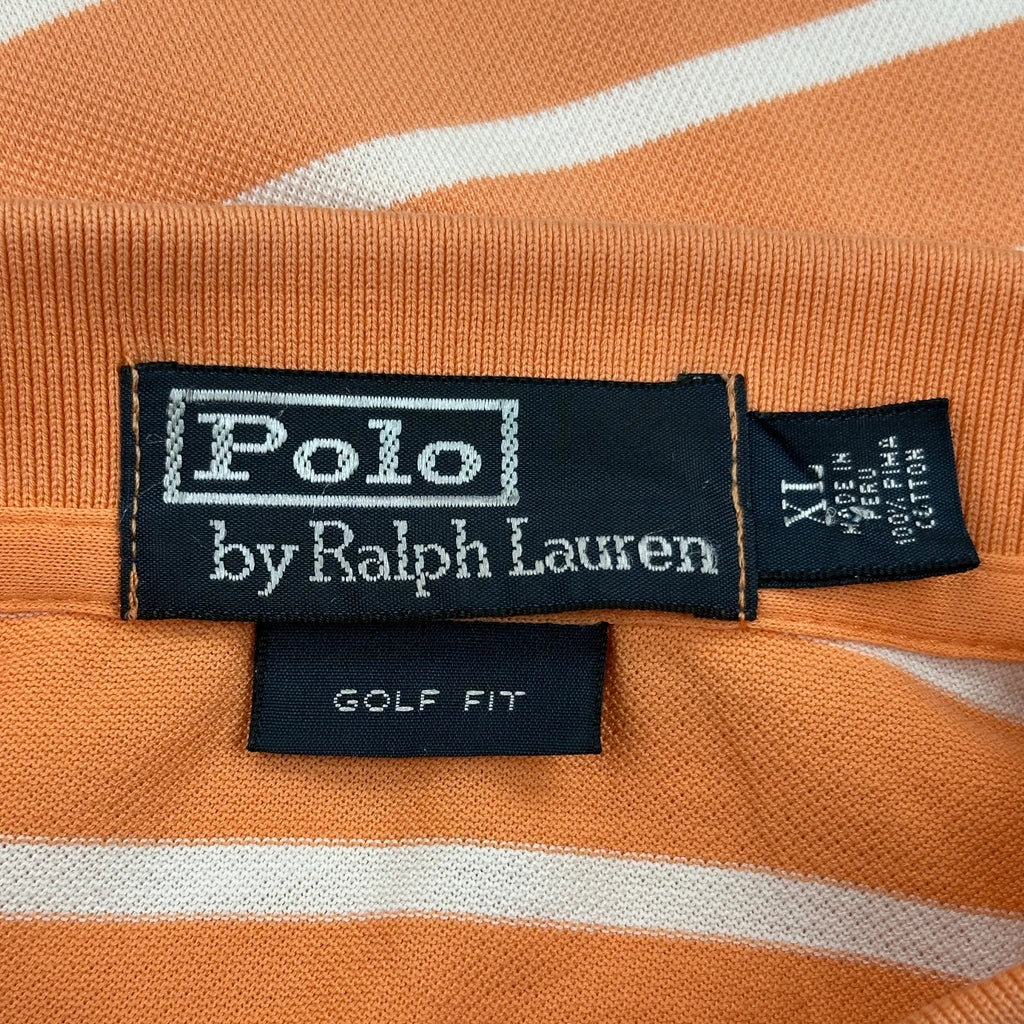 Polo
by Ralph Lauren
XL
MADE IN
PERU
100% PIMA
COTTON
GOLF FIT